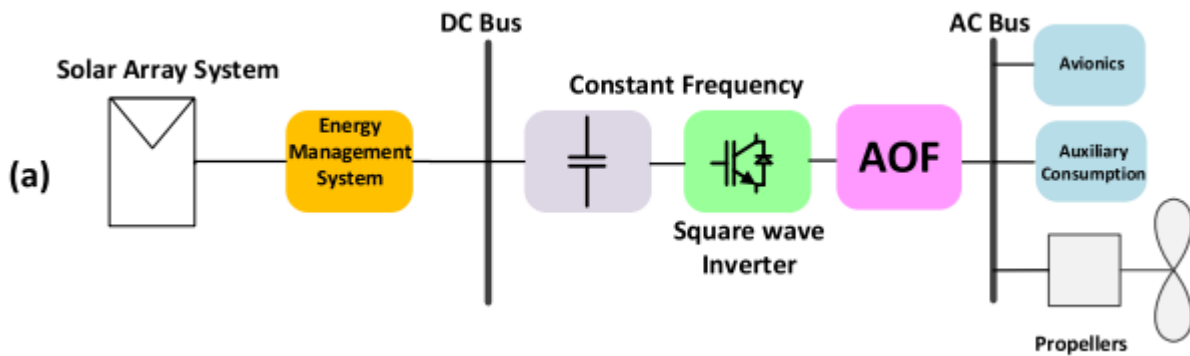 (a)
Solar Array System
Energy
Management
System
DC Bus
Constant Frequency
Square wave
Inverter
AOF
AC Bus
Avionics
Auxiliary
Consumption
Propellers